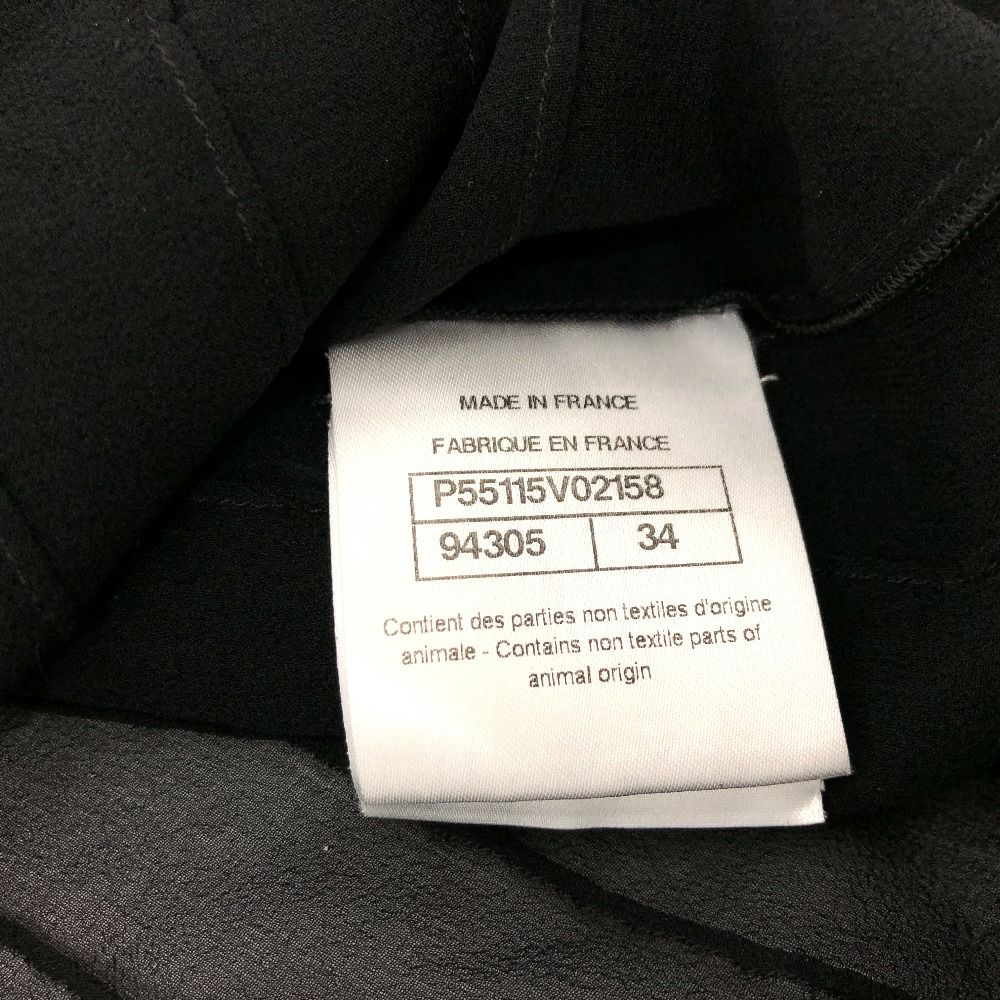 MADE IN FRANCE
FABRIQUE EN FRANCE
P55115V02158
94305 34
Contient des parties non textiles d'origine
animale - Contains non textile parts of
animal origin